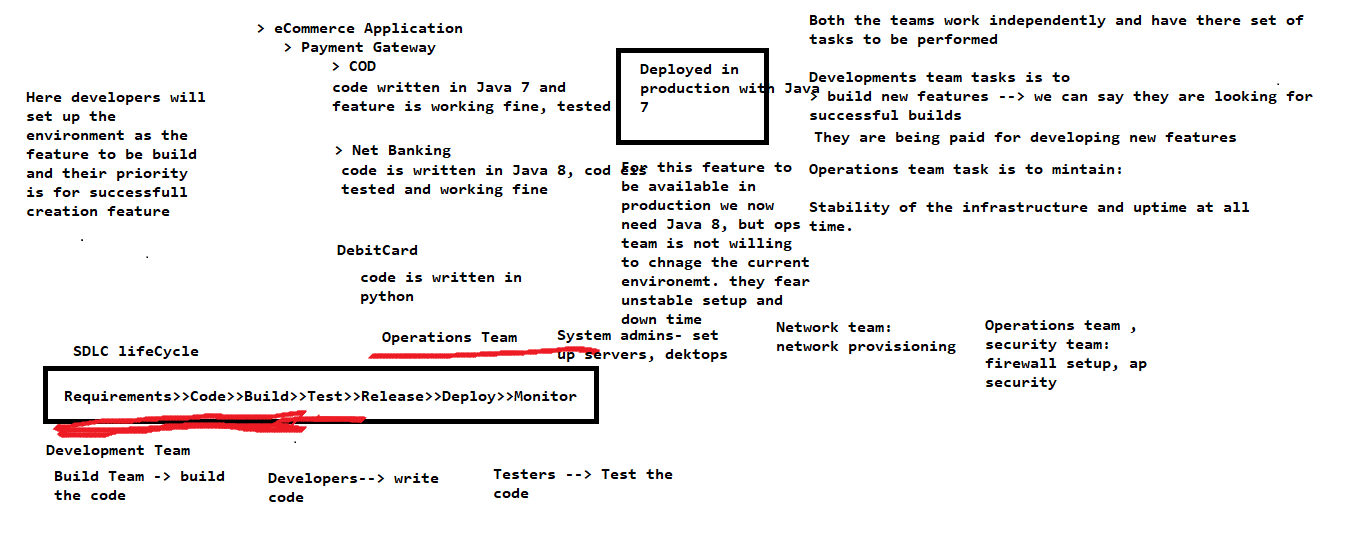 > eCommerce Application
> Payment Gateway
> COD
code written in Java 7 and
feature is working fine, tested
> Net Banking
code is written in Java 8, cod eis
tested and working fine
DebitCard
code is written in
python
Here developers will
set up the
environment as the
feature to be build
and their priority
is for successfull
creation feature
Deployed in
production with Java
7
For this feature to
be available in
production we now
need Java 8, but ops
team is not willing
to chnage the current
environemt. they fear
unstable setup and
down time
Both the teams work independently and have there set of
tasks to be performed
Developments team tasks is to
> build new features --> we can say they are looking for
successful builds
They are being paid for developing new features
Operations team task is to mintain:
Stability of the infrastructure and uptime at all
time.
Operations Team
System admins- set
up servers, dektops
Network team:
network provisioning
Operations team ,
security team:
firewall setup, ap
security
SDLC lifeCycle
Requirements>>Code>>Build>>Test>>Release>>Deploy>>Monitor
Development Team
Build Team -> build
the code
Developers--> write
code
Testers --> Test the
code